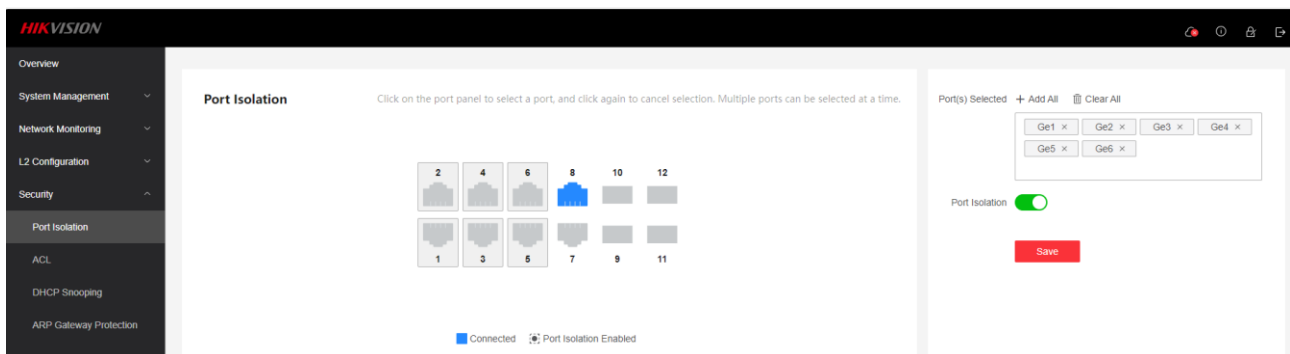 HIKVISION
Overview
System Management
Network Monitoring
L2 Configuration
Security
Port Isolation
ACL
DHCP Snooping
ARP Gateway Protection
Port Isolation
Click on the port panel to select a port, and click again to cancel selection. Multiple ports can be selected at a time.
2 4 6 8 10 12
1 3 5 7 9 11
Connected Port Isolation Enabled
Port(s) Selected + Add All Clear All
Ge1 × Ge2 × Ge3 × Ge4 ×
Ge5 × Ge6 ×
Port Isolation
Save